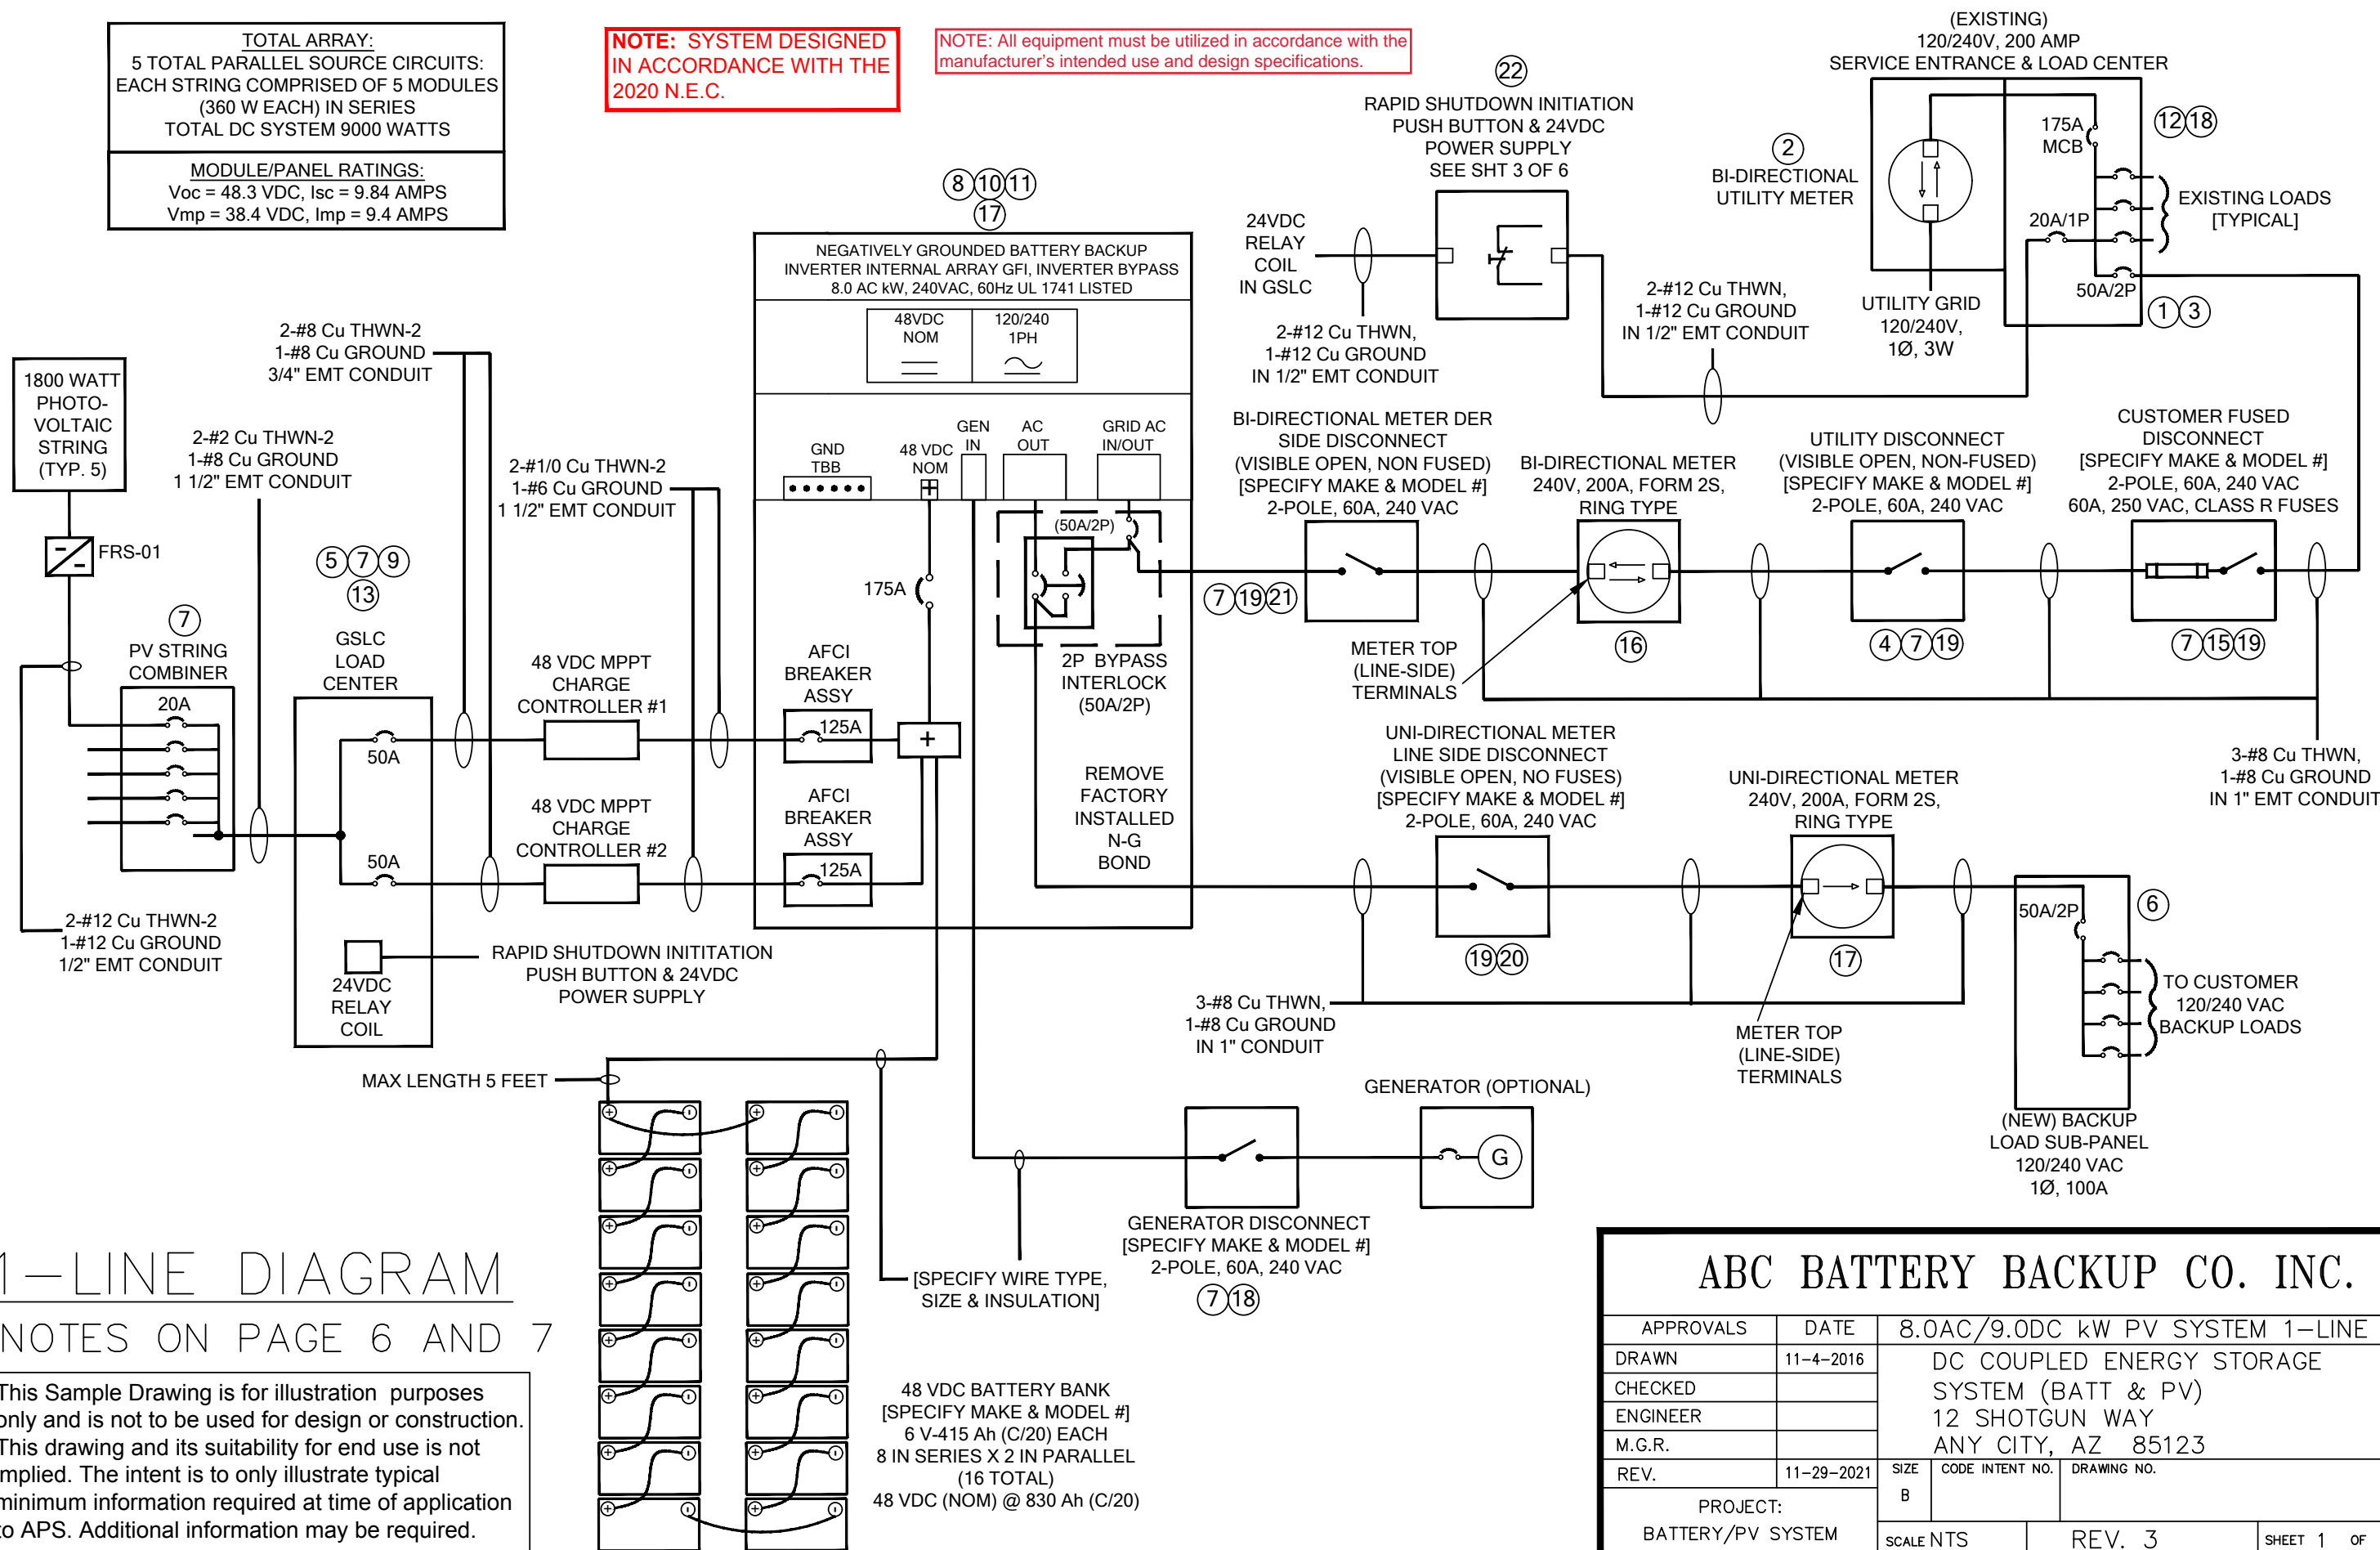 TOTAL ARRAY:
5 TOTAL PARALLEL SOURCE CIRCUITS:
EACH STRING COMPRISED OF 5 MODULES
(360 W EACH) IN SERIES
TOTAL DC SYSTEM 9000 WATTS
MODULE/PANEL RATINGS:
Voc = 48.3 VDC, Isc = 9.84 AMPS
Vmp = 38.4 VDC, Imp = 9.4 AMPS
NOTE: SYSTEM DESIGNED
IN ACCORDANCE WITH THE
2020 N.E.C.
NOTE: All equipment must be utilized in accordance with the
manufacturer's intended use and design specifications.
22
RAPID SHUTDOWN INITIATION
PUSH BUTTON & 24VDC
POWER SUPPLY
SEE SHT 3 OF 6
(EXISTING)
120/240V, 200 AMP
SERVICE ENTRANCE & LOAD CENTER
2
BI-DIRECTIONAL
UTILITY METER
175A
MCB
12 18
20A/1P
EXISTING LOADS
[TYPICAL]
50A/2P
1 3
UTILITY GRID
120/240V,
1Ø, 3W
24VDC
RELAY
COIL
IN GSLC
2-#12 Cu THWN,
1-#12 Cu GROUND
IN 1/2" EMT CONDUIT
2-#12 Cu THWN,
1-#12 Cu GROUND
IN 1/2" EMT CONDUIT
8 10 11
17
NEGATIVELY GROUNDED BATTERY BACKUP
INVERTER INTERNAL ARRAY GFI, INVERTER BYPASS
8.0 AC kW, 240VAC, 60Hz UL 1741 LISTED
48VDC
NOM
120/240
1PH
GND
TBB
48 VDC
NOM
+
GEN
IN
AC
OUT
GRID AC
IN/OUT
(50A/2P)
175A
2P BYPASS
INTERLOCK
(50A/2P)
REMOVE
FACTORY
INSTALLED
N-G
BOND
AFCI
BREAKER
ASSY
125A
+
AFCI
BREAKER
ASSY
125A
2-#8 Cu THWN-2
1-#8 Cu GROUND
3/4" EMT CONDUIT
1800 WATT
PHOTO-
VOLTAIC
STRING
(TYP. 5)
2-#2 Cu THWN-2
1-#8 Cu GROUND
1 1/2" EMT CONDUIT
2-#1/0 Cu THWN-2
1-#6 Cu GROUND
1 1/2" EMT CONDUIT
FRS-01
7
PV STRING
COMBINER
20A
5 7 9
13
GSLC
LOAD
CENTER
50A
50A
48 VDC MPPT
CHARGE
CONTROLLER #1
48 VDC MPPT
CHARGE
CONTROLLER #2
2-#12 Cu THWN-2
1-#12 Cu GROUND
1/2" EMT CONDUIT
24VDC
RELAY
COIL
RAPID SHUTDOWN INITITATION
PUSH BUTTON & 24VDC
POWER SUPPLY
BI-DIRECTIONAL METER DER
SIDE DISCONNECT
(VISIBLE OPEN, NON FUSED)
[SPECIFY MAKE & MODEL #]
2-POLE, 60A, 240 VAC
7 19 21
BI-DIRECTIONAL METER
240V, 200A, FORM 2S,
RING TYPE
16
METER TOP
(LINE-SIDE)
TERMINALS
UTILITY DISCONNECT
(VISIBLE OPEN, NON-FUSED)
[SPECIFY MAKE & MODEL #]
2-POLE, 60A, 240 VAC
4 7 19
CUSTOMER FUSED
DISCONNECT
[SPECIFY MAKE & MODEL #]
2-POLE, 60A, 240 VAC
60A, 250 VAC, CLASS R FUSES
7 15 19
3-#8 Cu THWN,
1-#8 Cu GROUND
IN 1" EMT CONDUIT
UNI-DIRECTIONAL METER
LINE SIDE DISCONNECT
(VISIBLE OPEN, NO FUSES)
[SPECIFY MAKE & MODEL #]
2-POLE, 60A, 240 VAC
19 20
UNI-DIRECTIONAL METER
240V, 200A, FORM 2S,
RING TYPE
17
METER TOP
(LINE-SIDE)
TERMINALS
3-#8 Cu THWN,
1-#8 Cu GROUND
IN 1" CONDUIT
50A/2P
6
TO CUSTOMER
120/240 VAC
BACKUP LOADS
(NEW) BACKUP
LOAD SUB-PANEL
120/240 VAC
1Ø, 100A
GENERATOR (OPTIONAL)
G
GENERATOR DISCONNECT
[SPECIFY MAKE & MODEL #]
2-POLE, 60A, 240 VAC
7 18
[SPECIFY WIRE TYPE,
SIZE & INSULATION]
MAX LENGTH 5 FEET
48 VDC BATTERY BANK
[SPECIFY MAKE & MODEL #]
6 V-415 Ah (C/20) EACH
8 IN SERIES X 2 IN PARALLEL
(16 TOTAL)
48 VDC (NOM) @ 830 Ah (C/20)
1-LINE DIAGRAM
NOTES ON PAGE 6 AND 7
This Sample Drawing is for illustration purposes
only and is not to be used for design or construction.
This drawing and its suitability for end use is not
implied. The intent is to only illustrate typical
minimum information required at time of application
to APS. Additional information may be required.
ABC BATTERY BACKUP CO. INC.
APPROVALS DATE
DRAWN 11-4-2016
CHECKED
ENGINEER
M.G.R.
REV. 11-29-2021
PROJECT:
BATTERY/PV SYSTEM
8.0AC/9.0DC kW PV SYSTEM 1-LINE
DC COUPLED ENERGY STORAGE
SYSTEM (BATT & PV)
12 SHOTGUN WAY
ANY CITY, AZ 85123
SIZE CODE INTENT NO. DRAWING NO.
B
SCALE NTS REV. 3 SHEET 1 OF